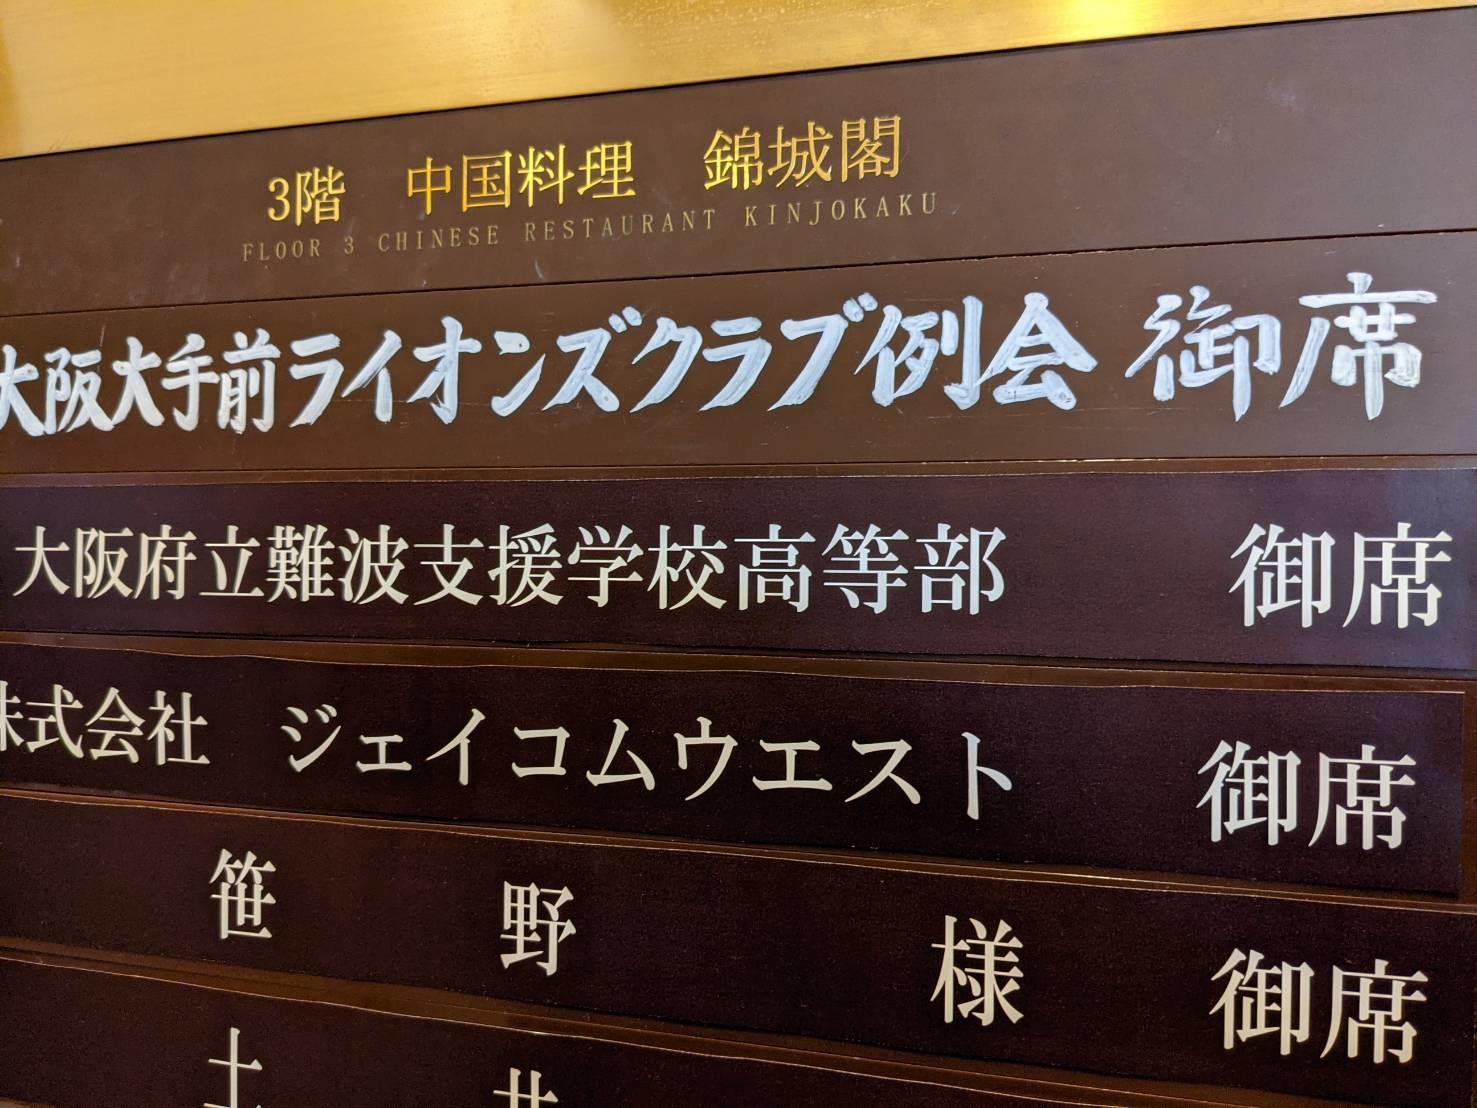 3階 中国料理 錦城閣
FLOOR 3 CHINESE RESTAURANT KINJOKAKU
大阪大手前ライオンズクラブ例会 御席
大阪府立難波支援学校高等部 御席
株式会社 ジェイコムウエスト 御席
笹野様 御席